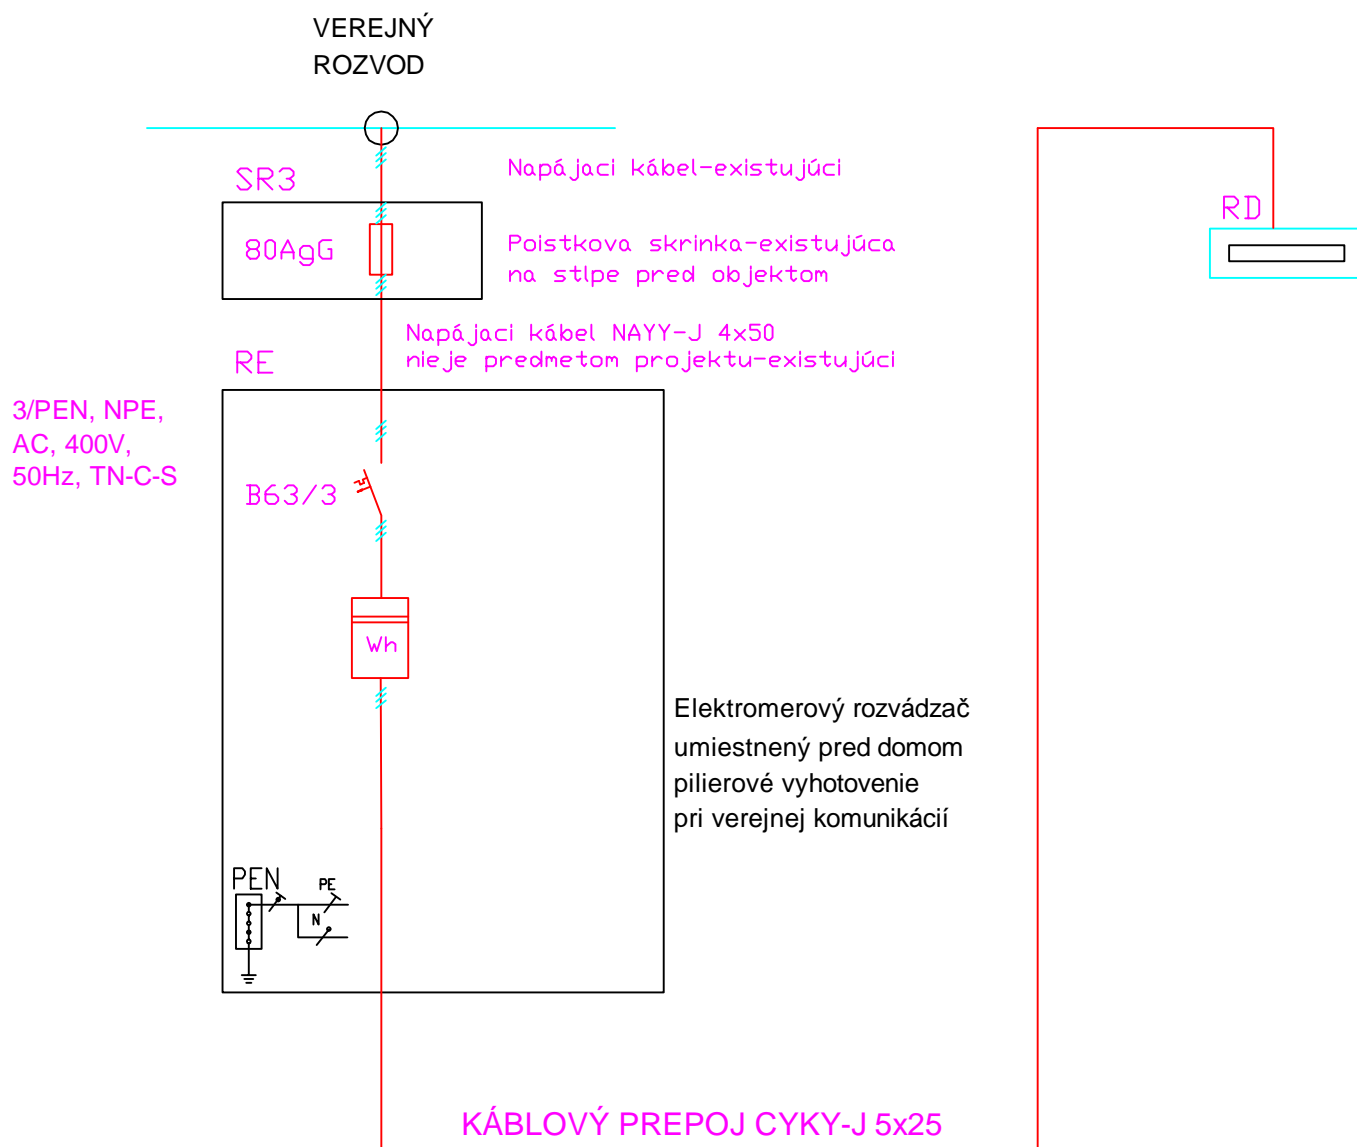 VEREJNÝ
ROZVOD
SR3
Napájaci kábel-existujúci
80AgG
Poistkova skrinka-existujúca
na stlpe pred objektom
RD
Napájaci kábel NAYY-J 4x50
nieje predmetom projektu-existujúci
RE
3/PEN, NPE,
AC, 400V,
50Hz, TN-C-S
B63/3
Wh
Elektromerový rozvádzač
umiestnený pred domom
pilierové vyhotovenie
pri verejnej komunikácií
PEN
PE
N
KÁBLOVÝ PREPOJ CYKY-J 5x25